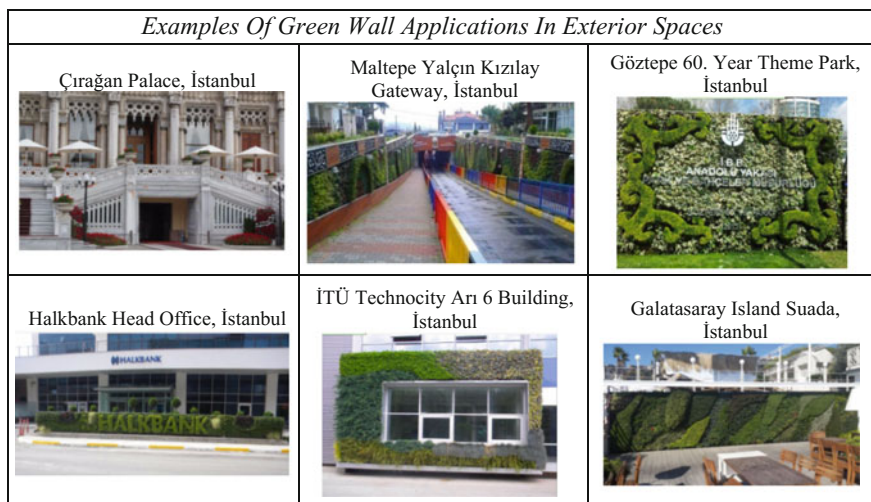 Examples Of Green Wall Applications In Exterior Spaces
Çırağan Palace, İstanbul
Maltepe Yalçın Kızılay
Gateway, İstanbul
Göztepe 60. Year Theme Park,
İstanbul
İ B B
ANADOLU YAKASI
Halkbank Head Office, İstanbul
HALKBANK
HALKBANK
İTÜ Technocity Arı 6 Building,
İstanbul
Galatasaray Island Suada,
İstanbul